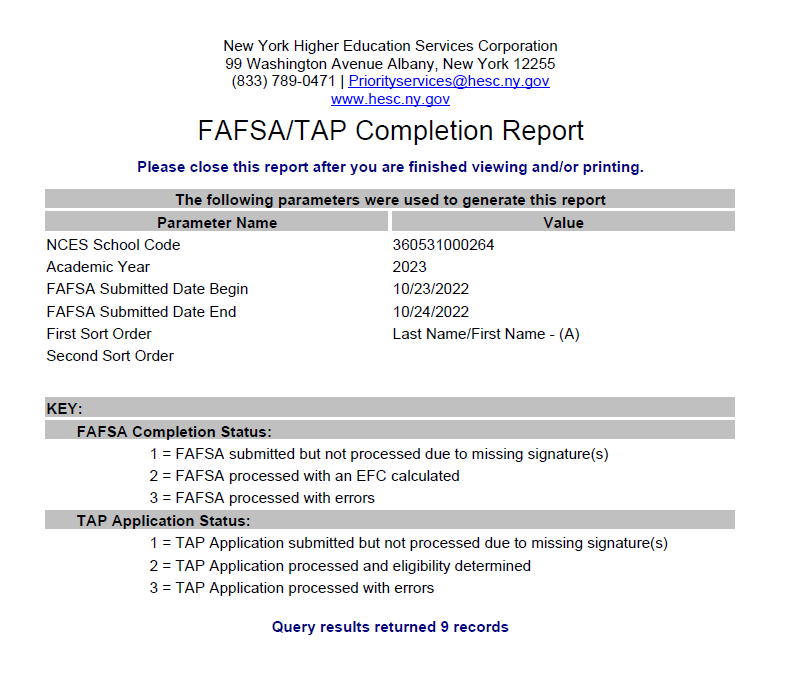 New York Higher Education Services Corporation
99 Washington Avenue Albany, New York 12255
(833) 789-0471 | Priorityservices@hesc.ny.gov
www.hesc.ny.gov
FAFSA/TAP Completion Report
Please close this report after you are finished viewing and/or printing.
The following parameters were used to generate this report
Parameter Name Value
NCES School Code 360531000264
Academic Year 2023
FAFSA Submitted Date Begin 10/23/2022
FAFSA Submitted Date End 10/24/2022
First Sort Order Last Name/First Name - (A)
Second Sort Order
KEY:
FAFSA Completion Status:
1 = FAFSA submitted but not processed due to missing signature(s)
2 = FAFSA processed with an EFC calculated
3 = FAFSA processed with errors
TAP Application Status:
1 = TAP Application submitted but not processed due to missing signature(s)
2 = TAP Application processed and eligibility determined
3 = TAP Application processed with errors
Query results returned 9 records